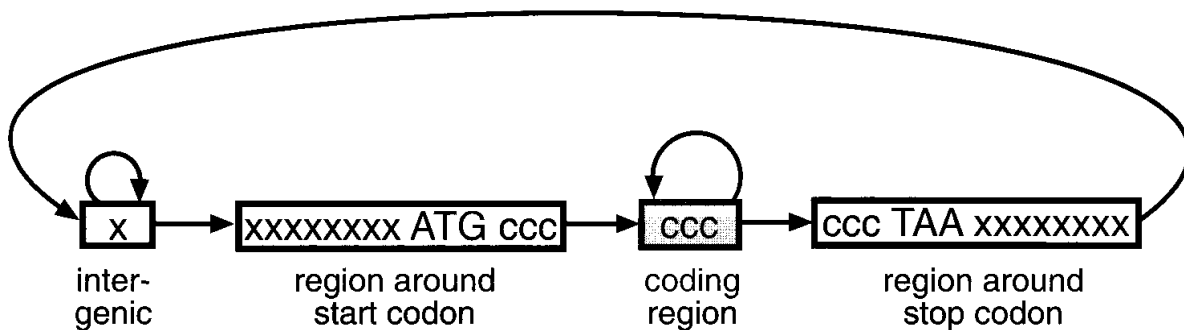 x
xxxxxxxx ATG ccc
ccc
ccc TAA xxxxxxxx
inter-
genic
region around
start codon
coding
region
region around
stop codon